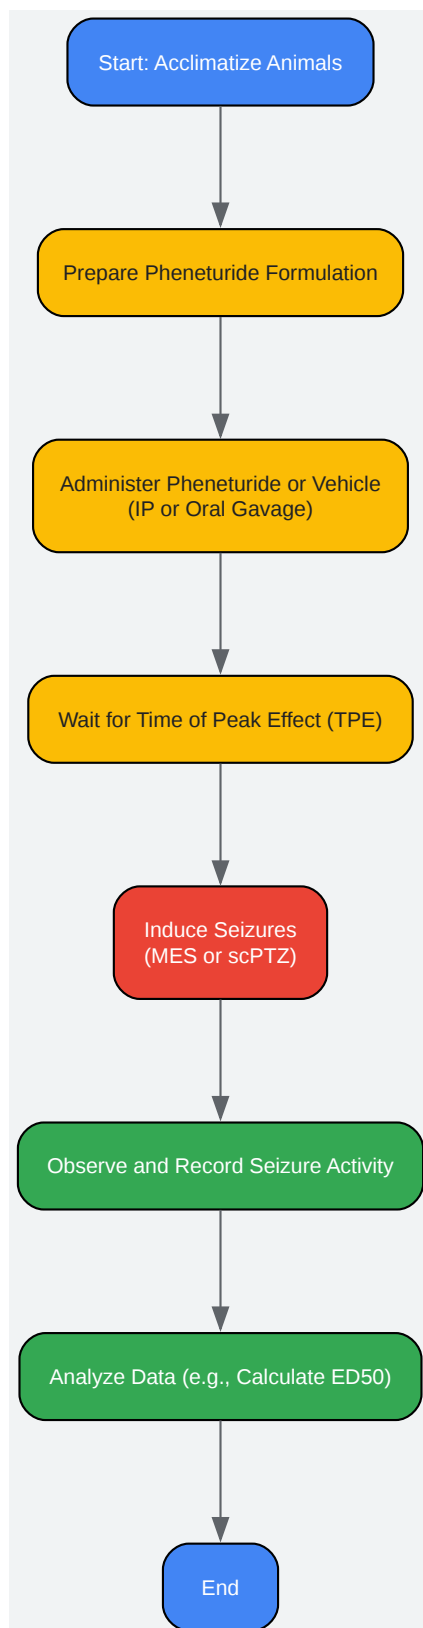 Start: Acclimatize Animals
Prepare Pheneturide Formulation
Administer Pheneturide or Vehicle
(IP or Oral Gavage)
Wait for Time of Peak Effect (TPE)
Induce Seizures
(MES or scPTZ)
Observe and Record Seizure Activity
Analyze Data (e.g., Calculate ED50)
End